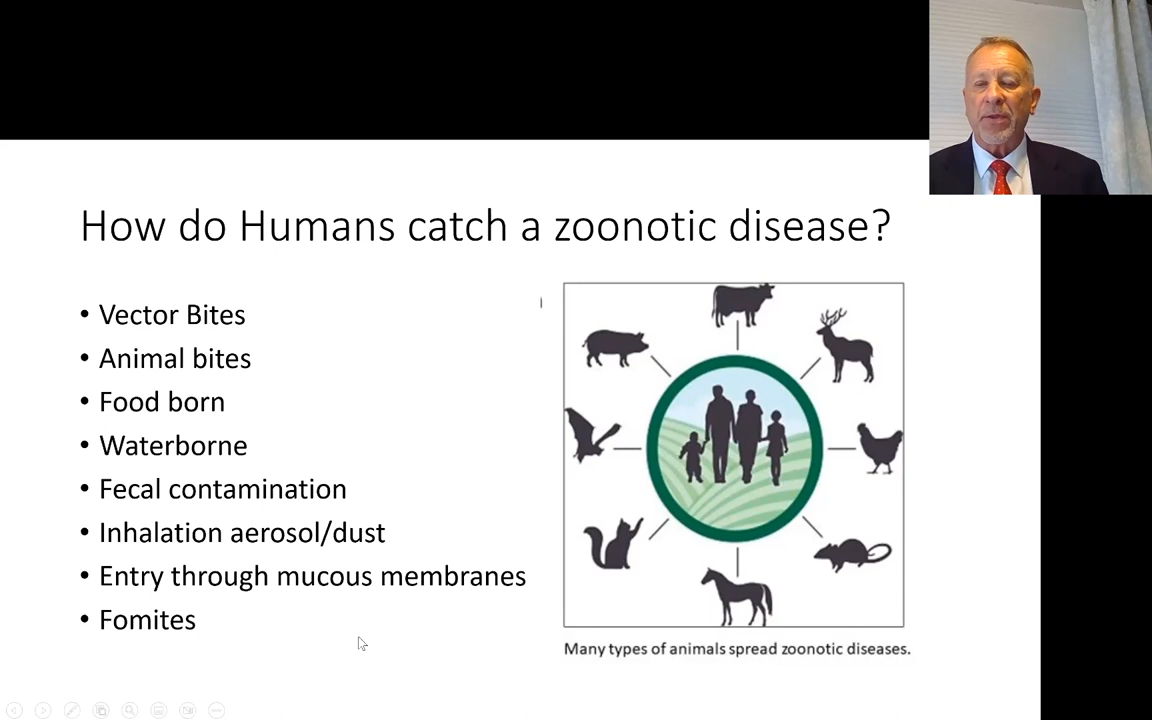 How do Humans catch a zoonotic disease?
• Vector Bites
• Animal bites
• Food born
• Waterborne
• Fecal contamination
• Inhalation aerosol/dust
• Entry through mucous membranes
• Fomites
Many types of animals spread zoonotic diseases.